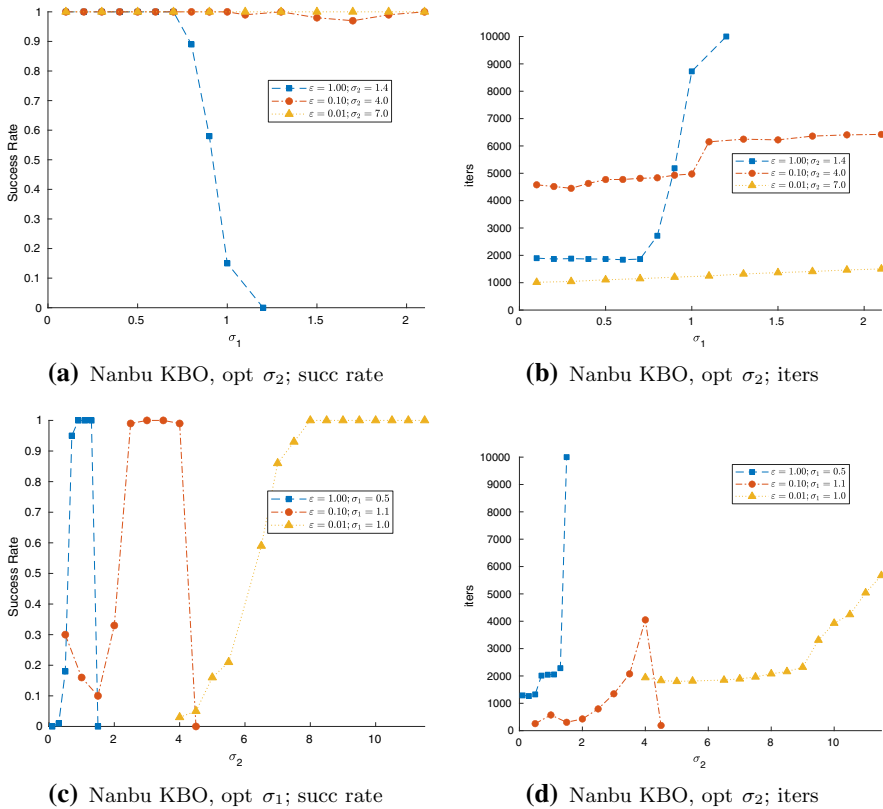 1
0.9
0.8
0.7
0.6
0.5
0.4
0.3
0.2
0.1
0
Success Rate
ε = 1.00; σ2 = 1.4
ε = 0.10; σ2 = 4.0
ε = 0.01; σ2 = 7.0
0 0.5 1 1.5 2
σ1
(a) Nanbu KBO, opt σ2; succ rate
10000
9000
8000
7000
6000
5000
4000
3000
2000
1000
0
iters
ε = 1.00; σ2 = 1.4
ε = 0.10; σ2 = 4.0
ε = 0.01; σ2 = 7.0
0 0.5 1 1.5 2
σ1
(b) Nanbu KBO, opt σ2; iters
1
0.9
0.8
0.7
0.6
0.5
0.4
0.3
0.2
0.1
0
Success Rate
ε = 1.00; σ1 = 0.5
ε = 0.10; σ1 = 1.1
ε = 0.01; σ1 = 1.0
0 2 4 6 8 10
σ2
(c) Nanbu KBO, opt σ1; succ rate
10000
9000
8000
7000
6000
5000
4000
3000
2000
1000
0
iters
ε = 1.00; σ1 = 0.5
ε = 0.10; σ1 = 1.1
ε = 0.01; σ1 = 1.0
0 2 4 6 8 10
σ2
(d) Nanbu KBO, opt σ2; iters